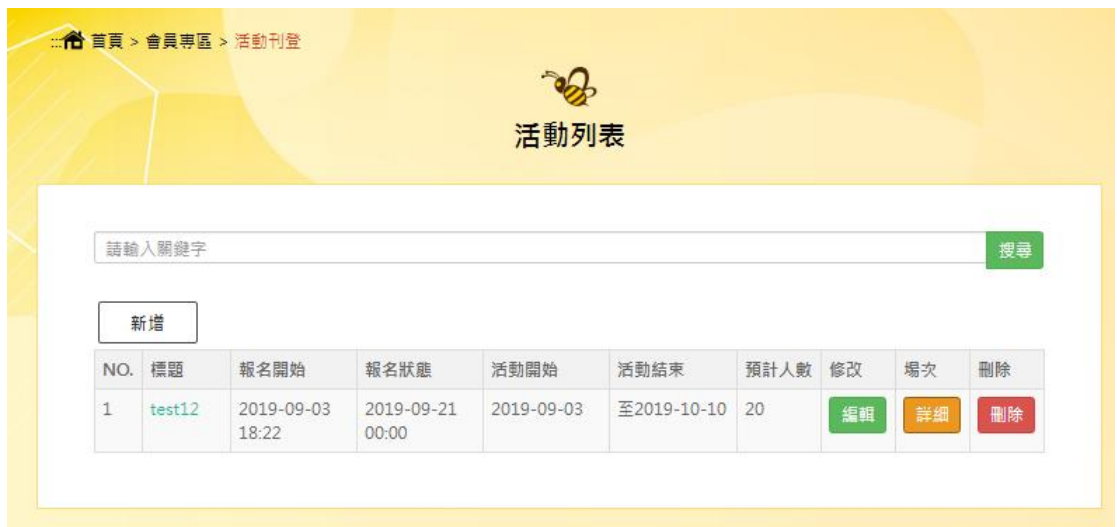 :::首頁 > 會員專區 > 活動刊登
活動列表
請輸入關鍵字
搜尋
新增
NO. 標題 報名開始 報名狀態 活動開始 活動結束 預計人數 修改 場次 刪除
1 test12 2019-09-03 2019-09-21 2019-09-03 至2019-10-10 20 編輯 詳細 刪除
18:22 00:00